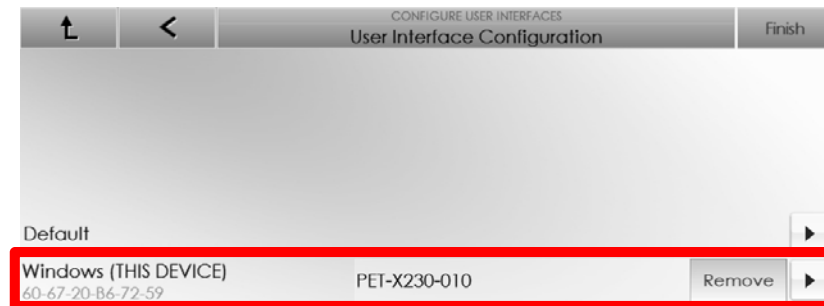 CONFIGURE USER INTERFACES
User Interface Configuration
Finish
Default
Windows (THIS DEVICE)
PET-X230-010
Remove
60-67-20-B6-72-59